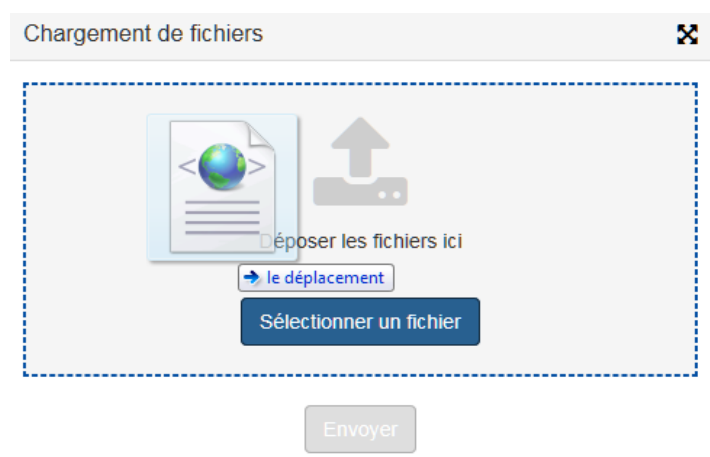 Chargement de fichiers
Déposer les fichiers ici
le déplacement
Sélectionner un fichier
Envoyer